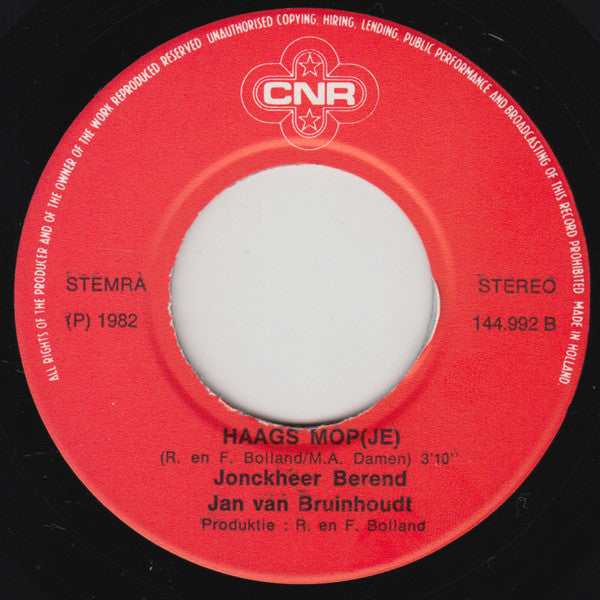 ALL RIGHTS OF THE PRODUCER AND OF THE OWNER OF THE WORK REPRODUCED RESERVED. UNAUTHORISED COPYING, HIRING, LENDING, PUBLIC PERFORMANCE AND BROADCASTING OF THIS RECORD PROHIBITED MADE IN HOLLAND
CNR
STEMRA
STEREO
(P) 1982
144.992 B
HAAGS MOP(JE)
(R. en F. Bolland/M.A. Damen) 3'10"
Jonckheer Berend
Jan van Bruinhoudt
Produktie : R. en F. Bolland